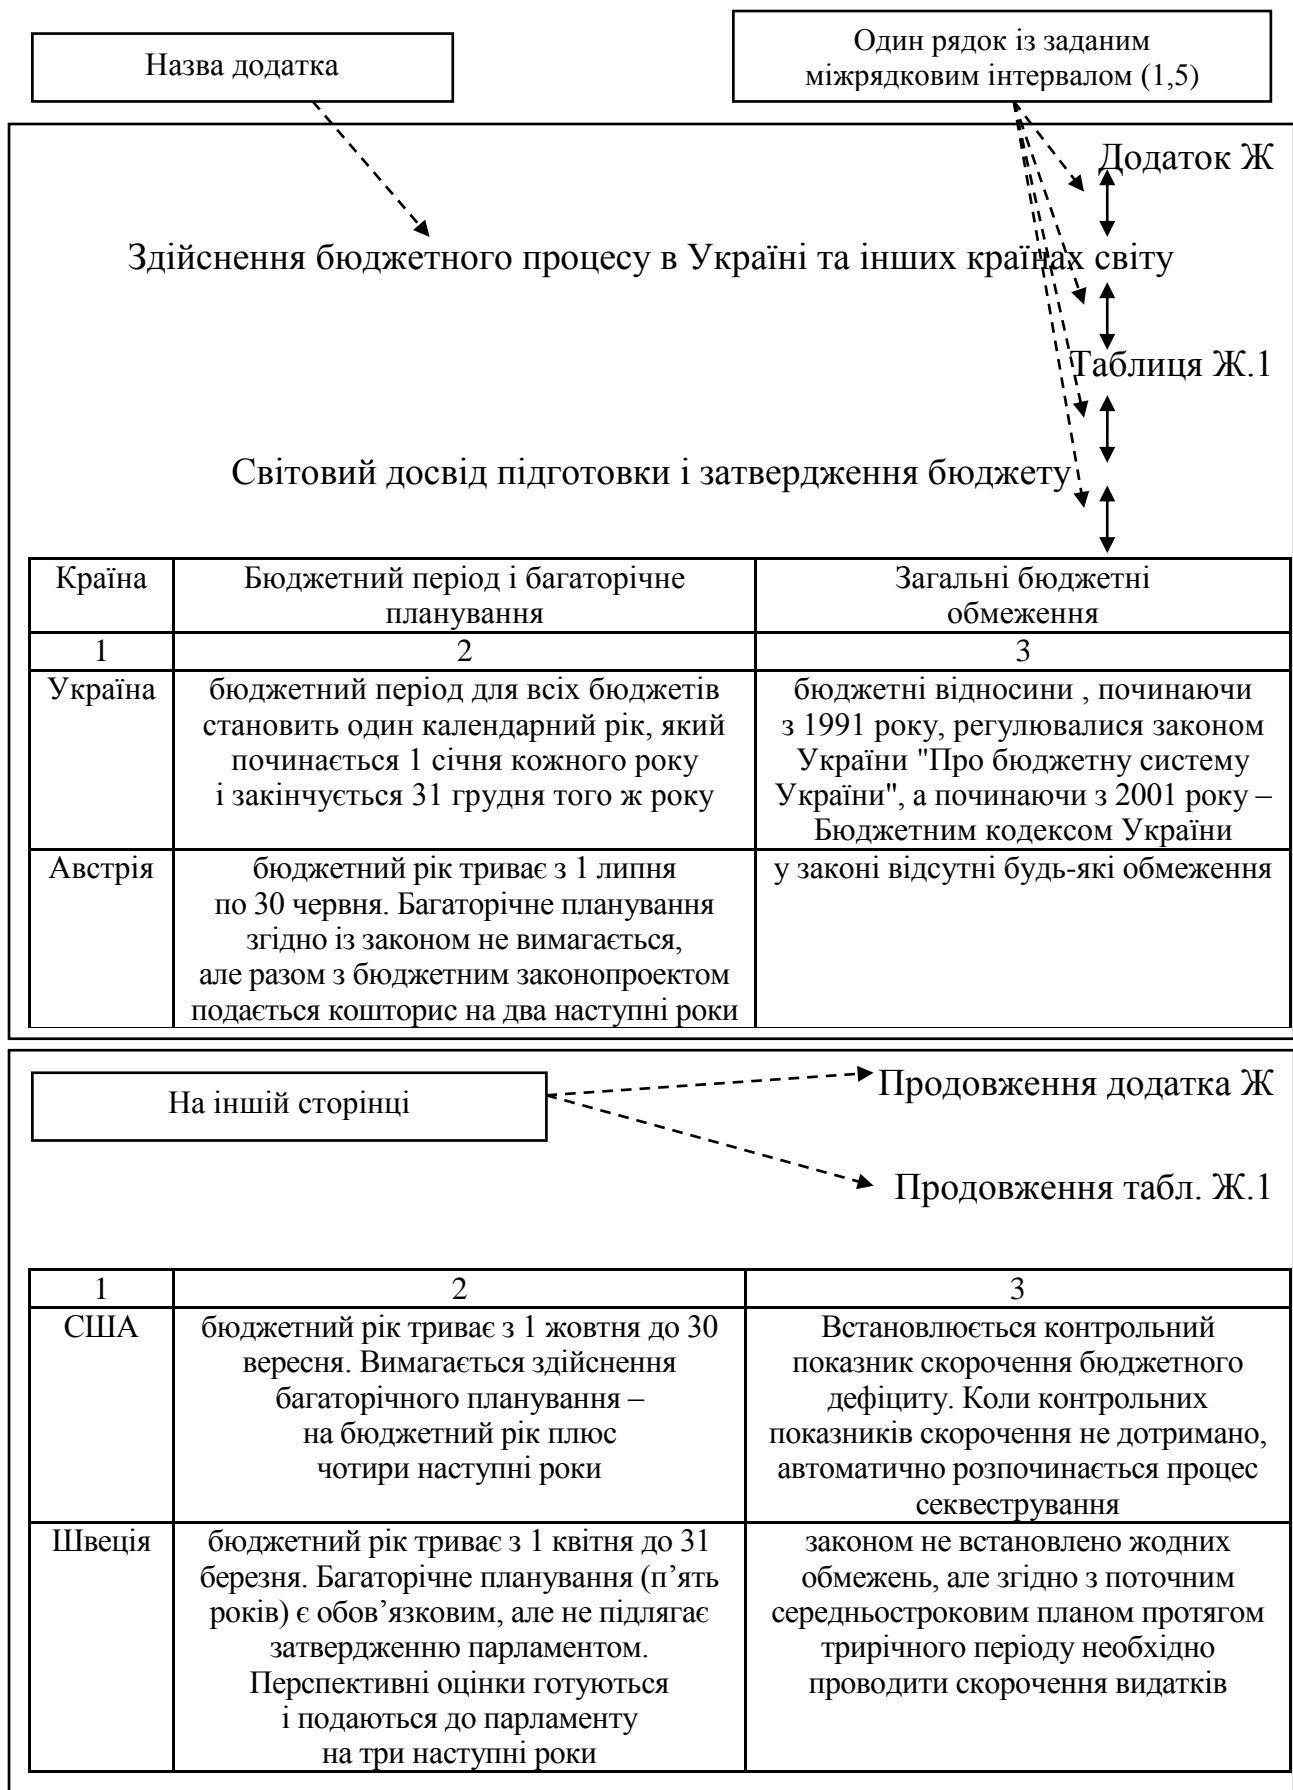 Назва додатка
Один рядок із заданим
міжрядковим інтервалом (1,5)
Додаток Ж
Здійснення бюджетного процесу в Україні та інших країнах світу
Таблиця Ж.1
Світовий досвід підготовки і затвердження бюджету
Країна
Бюджетний період і багаторічне
планування
Загальні бюджетні
обмеження
1
2
3
Україна
бюджетний період для всіх бюджетів
становить один календарний рік, який
починається 1 січня кожного року
і закінчується 31 грудня того ж року
бюджетні відносини , починаючи
з 1991 року, регулювалися законом
України "Про бюджетну систему
України", а починаючи з 2001 року –
Бюджетним кодексом України
Австрія
бюджетний рік триває з 1 липня
по 30 червня. Багаторічне планування
згідно із законом не вимагається,
але разом з бюджетним законопроектом
подається кошторис на два наступні роки
у законі відсутні будь-які обмеження
На іншій сторінці
Продовження додатка Ж
Продовження табл. Ж.1
1
2
3
США
бюджетний рік триває з 1 жовтня до 30
вересня. Вимагається здійснення
багаторічного планування –
на бюджетний рік плюс
чотири наступні роки
Встановлюється контрольний
показник скорочення бюджетного
дефіциту. Коли контрольних
показників скорочення не дотримано,
автоматично розпочинається процес
секвестрування
Швеція
бюджетний рік триває з 1 квітня до 31
березня. Багаторічне планування (п’ять
років) є обов’язковим, але не підлягає
затвердженню парламентом.
Перспективні оцінки готуються
і подаються до парламенту
на три наступні роки
законом не встановлено жодних
обмежень, але згідно з поточним
середньостроковим планом протягом
трирічного періоду необхідно
проводити скорочення видатків